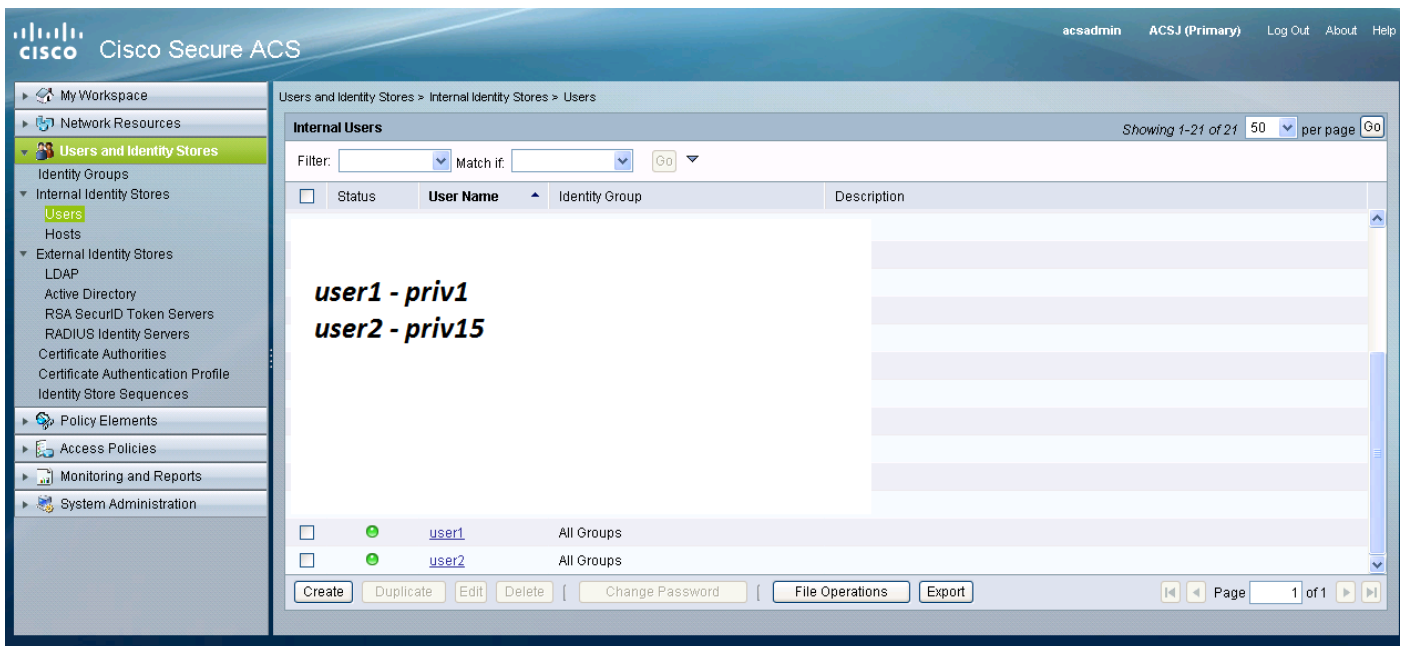 CISCO Cisco Secure ACS
acsadmin ACSJ (Primary) Log Out About Help
My Workspace
Network Resources
Users and Identity Stores
Identity Groups
Internal Identity Stores
Users
Hosts
External Identity Stores
LDAP
Active Directory
RSA SecurID Token Servers
RADIUS Identity Servers
Certificate Authorities
Certificate Authentication Profile
Identity Store Sequences
Policy Elements
Access Policies
Monitoring and Reports
System Administration
Users and Identity Stores > Internal Identity Stores > Users
Internal Users Showing 1-21 of 21 50 per page Go
Filter: Match if: Go
Status User Name Identity Group Description
user1 - priv1
user2 - priv15
user1 All Groups
user2 All Groups
Create Duplicate Edit Delete | Change Password | File Operations Export Page 1 of 1